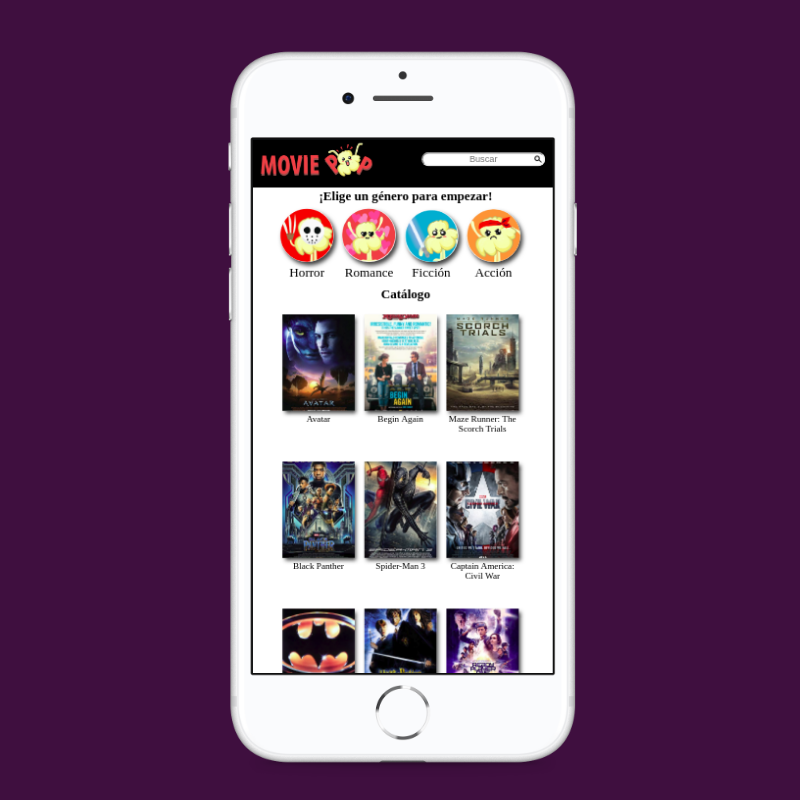 MOVIE POP
Buscar
¡Elige un género para empezar!
Horror Romance Ficción Acción
Catálogo
SCORCH
TRIALS
AVATAR
BEGIN
AGAIN
Avatar Begin Again Maze Runner: The
Scorch Trials
CIVIL WAR
Black Panther Spider-Man 3 Captain America:
Civil War